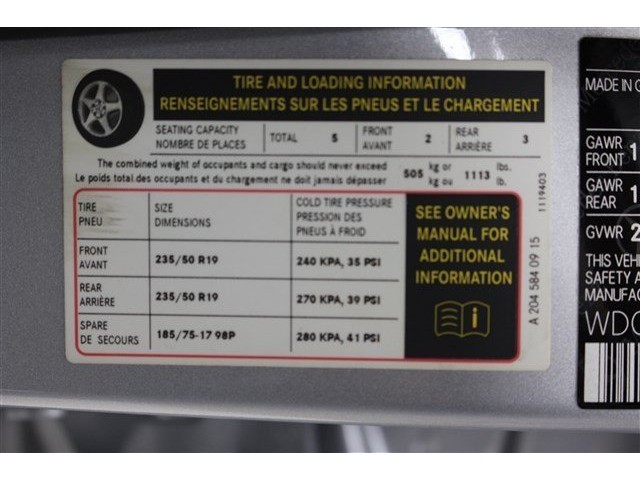 TIRE AND LOADING INFORMATION
RENSEIGNEMENTS SUR LES PNEUS ET LE CHARGEMENT
SEATING CAPACITY TOTAL 5 FRONT 2 REAR 3
NOMBRE DE PLACES AVANT ARRIÈRE
The combined weight of occupants and cargo should never exceed 505 kg or 1113 lbs.
Le poids total des occupants et du chargement ne doit jamais dépasser kg ou lb.
TIRE SIZE COLD TIRE PRESSURE
PNEU DIMENSIONS PRESSION DES
PNEUS À FROID
FRONT
AVANT 235/50 R19 240 KPA, 35 PSI
REAR
ARRIÈRE 235/50 R19 270 KPA, 39 PSI
SPARE
DE SECOURS 185/75-17 98P 280 KPA, 41 PSI
SEE OWNER'S
MANUAL FOR
ADDITIONAL
INFORMATION
1119403
A 204 584 09 15
MADE IN G
GAWR
FRONT 1
GAWR
REAR 1
GVWR 2
THIS VEHI
SAFETY A
MANUFAC
WDC